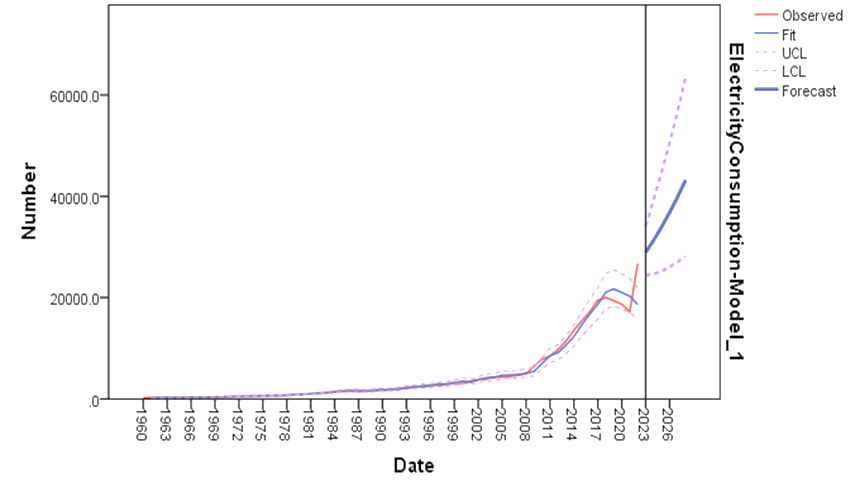 Observed
Fit
UCL
LCL
Forecast
ElectricityConsumption-Model_1
Number
60000.0
40000.0
20000.0
.0
1960 1963 1966 1969 1972 1975 1978 1981 1984 1987 1990 1993 1996 1999 2002 2005 2008 2011 2014 2017 2020 2023 2026
Date